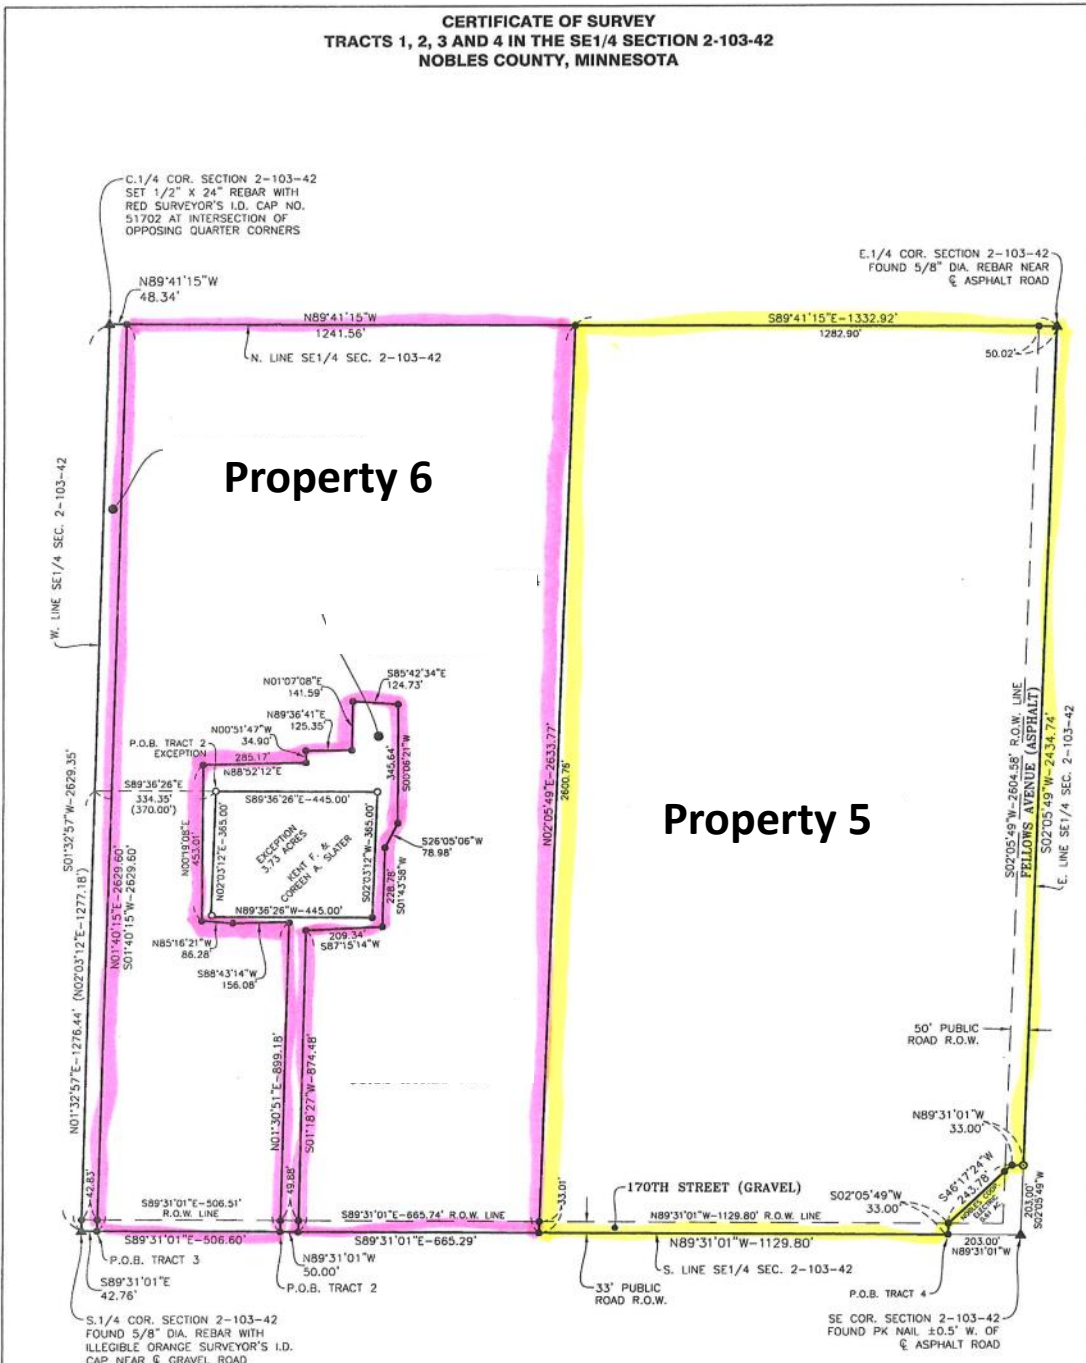 CERTIFICATE OF SURVEY
TRACTS 1, 2, 3 AND 4 IN THE SE1/4 SECTION 2-103-42
NOBLES COUNTY, MINNESOTA
C.1/4 COR. SECTION 2-103-42
SET 1/2" X 24" REBAR WITH
RED SURVEYOR'S I.D. CAP NO.
51702 AT INTERSECTION OF
OPPOSING QUARTER CORNERS
E.1/4 COR. SECTION 2-103-42
FOUND 5/8" DIA. REBAR NEAR
℄ ASPHALT ROAD
N89°41'15"W
48.34'
N89°41'15"W
1241.56'
N. LINE SE1/4 SEC. 2-103-42
S89°41'15"E-1332.92'
1282.90'
50.02'
Property 6
Property 5
W. LINE SE1/4 SEC. 2-103-42
S01°32'57"W-2629.35'
N01°32'57"E-1276.44' (N02°03'12"E-1277.18')
N01°40'15"E-2629.60'
S01°40'15"W-2629.60'
N01°07'08"E
141.59'
S85°42'34"E
124.73'
N89°36'41"E
125.35'
N00°51'47"W
34.90'
P.O.B. TRACT 2
EXCEPTION
285.17'
N88°52'12"E
345.64'
S00°06'21"W
S89°36'26"E
334.35'
(370.00')
S89°36'26"E-445.00'
N00°19'08"E
453.01'
N02°03'12"E-365.00'
EXCEPTION
3.73 ACRES
KENT F. &
COREEN A. SLATER
S02°03'12"W-365.00'
S26°05'06"W
78.98'
228.78'
S01°43'58"W
N89°36'26"W-445.00'
N85°16'21"W
86.28'
209.34'
S87°15'14"W
S88°43'14"W
156.08'
N01°30'51"E-899.18'
S01°18'27"W-874.48'
N02°05'49"E-2633.77'
2600.76'
S02°05'49"W-2604.58' R.O.W. LINE
FELLOWS AVENUE (ASPHALT)
S02°05'49"W-2434.74'
E. LINE SE1/4 SEC. 2-103-42
50' PUBLIC
ROAD R.O.W.
N89°31'01"W
33.00'
S46°17'24"W
243.78'
NOBLES COOP.
ELECTRIC
203.00'
S02°05'49"W
42.83'
49.88'
33.01'
170TH STREET (GRAVEL)
S02°05'49"W
33.00'
S89°31'01"E-506.51'
R.O.W. LINE
S89°31'01"E-665.74' R.O.W. LINE
N89°31'01"W-1129.80' R.O.W. LINE
S89°31'01"E-506.60'
S89°31'01"E-665.29'
N89°31'01"W-1129.80'
203.00'
N89°31'01"W
P.O.B. TRACT 3
N89°31'01"W
50.00'
S. LINE SE1/4 SEC. 2-103-42
S89°31'01"E
42.76'
P.O.B. TRACT 2
33' PUBLIC
ROAD R.O.W.
P.O.B. TRACT 4
S.1/4 COR. SECTION 2-103-42
FOUND 5/8" DIA. REBAR WITH
ILLEGIBLE ORANGE SURVEYOR'S I.D.
CAP NEAR ℄ GRAVEL ROAD
SE COR. SECTION 2-103-42
FOUND PK NAIL ±0.5' W. OF
℄ ASPHALT ROAD